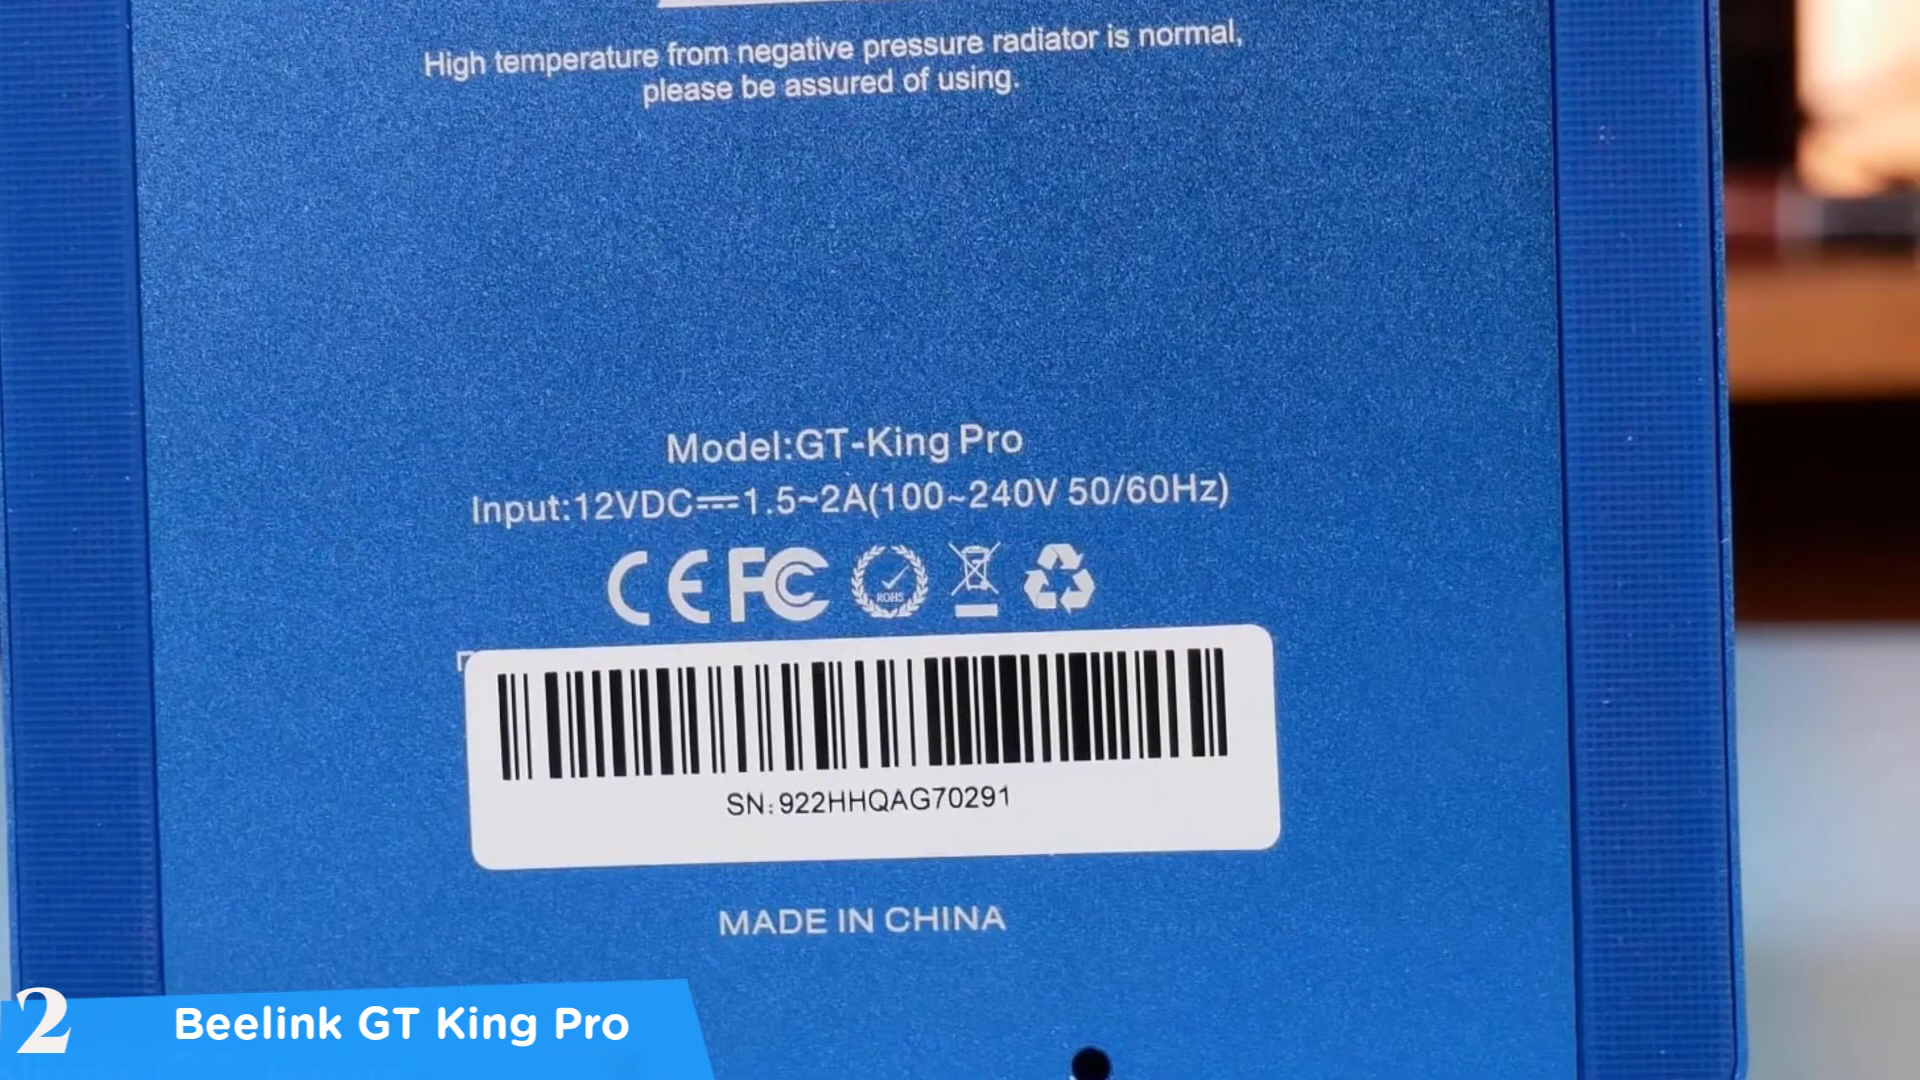 High temperature from negative pressure radiator is normal,
please be assured of using.
Model:GT-King Pro
Input:12VDC⎓1.5~2A(100~240V 50/60Hz)
CE FC ROHS
SN:922HHQAG70291
MADE IN CHINA
2 Beelink GT King Pro